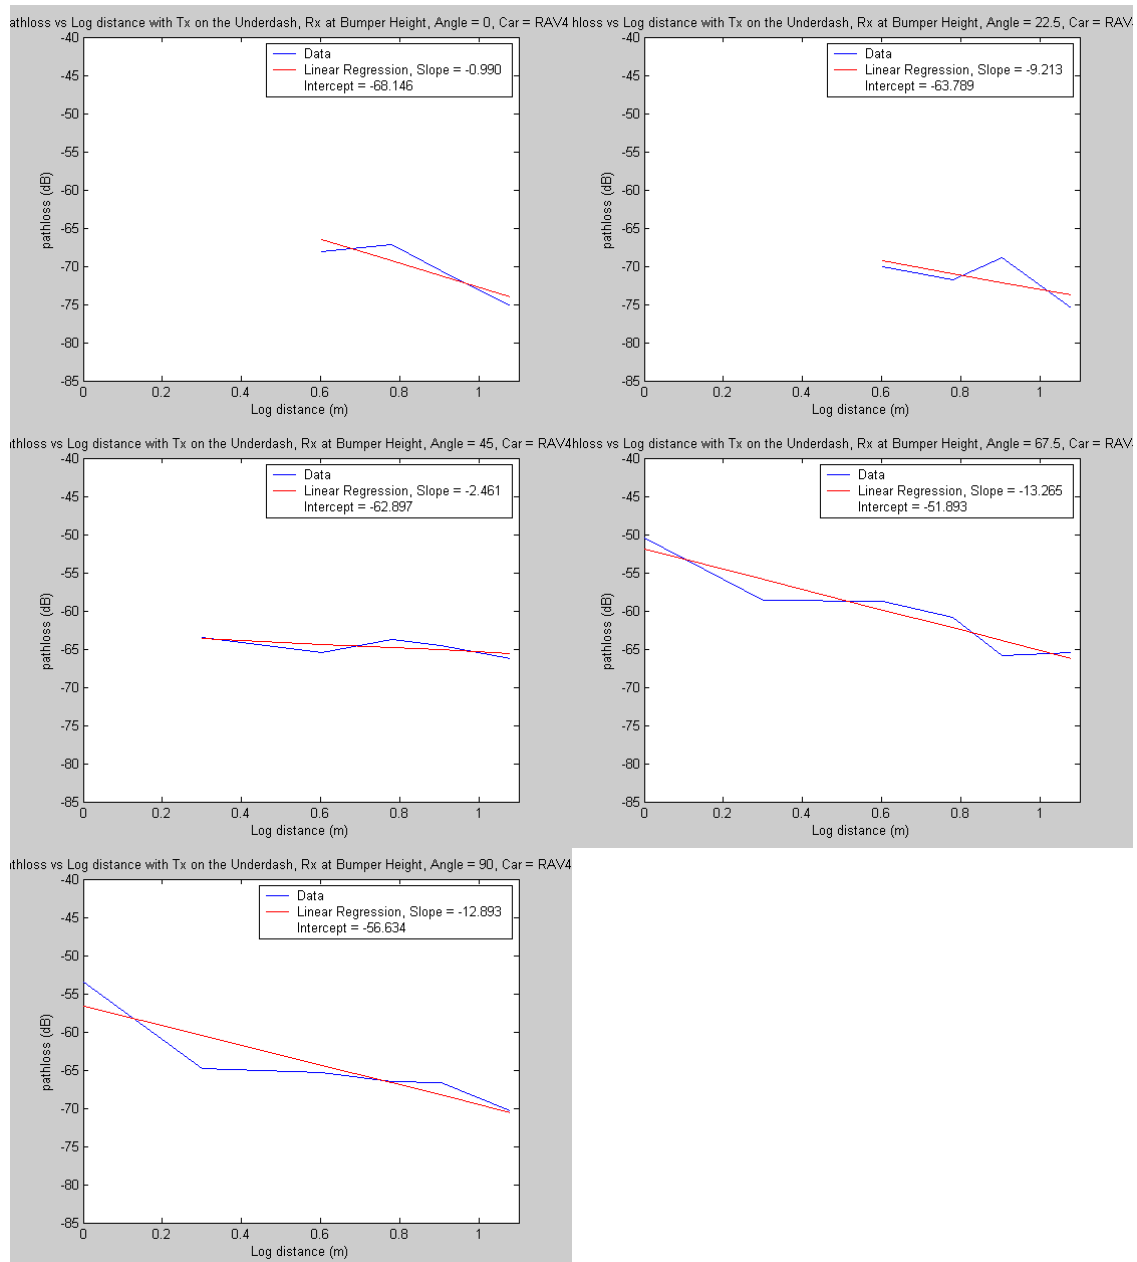 athloss vs Log distance with Tx on the Underdash, Rx at Bumper Height, Angle = 0, Car = RAV4
-40
-45
-50
-55
-60
-65
-70
-75
-80
-85
0
0.2
0.4
0.6
0.8
1
pathloss (dB)
Log distance (m)
Data
Linear Regression, Slope = -0.990
Intercept = -68.146
hloss vs Log distance with Tx on the Underdash, Rx at Bumper Height, Angle = 22.5, Car = RAV
-40
-45
-50
-55
-60
-65
-70
-75
-80
-85
0
0.2
0.4
0.6
0.8
1
pathloss (dB)
Log distance (m)
Data
Linear Regression, Slope = -9.213
Intercept = -63.789
thloss vs Log distance with Tx on the Underdash, Rx at Bumper Height, Angle = 45, Car = RAV4
-40
-45
-50
-55
-60
-65
-70
-75
-80
-85
0
0.2
0.4
0.6
0.8
1
pathloss (dB)
Log distance (m)
Data
Linear Regression, Slope = -2.461
Intercept = -62.897
hloss vs Log distance with Tx on the Underdash, Rx at Bumper Height, Angle = 67.5, Car = RAV
-40
-45
-50
-55
-60
-65
-70
-75
-80
-85
0
0.2
0.4
0.6
0.8
1
pathloss (dB)
Log distance (m)
Data
Linear Regression, Slope = -13.265
Intercept = -51.893
thloss vs Log distance with Tx on the Underdash, Rx at Bumper Height, Angle = 90, Car = RAV4
-40
-45
-50
-55
-60
-65
-70
-75
-80
-85
0
0.2
0.4
0.6
0.8
1
pathloss (dB)
Log distance (m)
Data
Linear Regression, Slope = -12.893
Intercept = -56.634